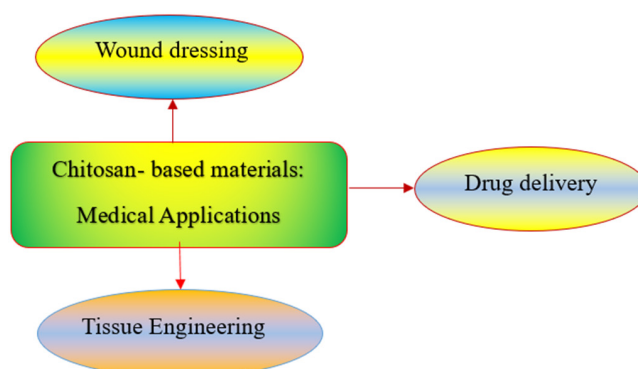 Wound dressing
Chitosan- based materials:
Medical Applications
Drug delivery
Tissue Engineering